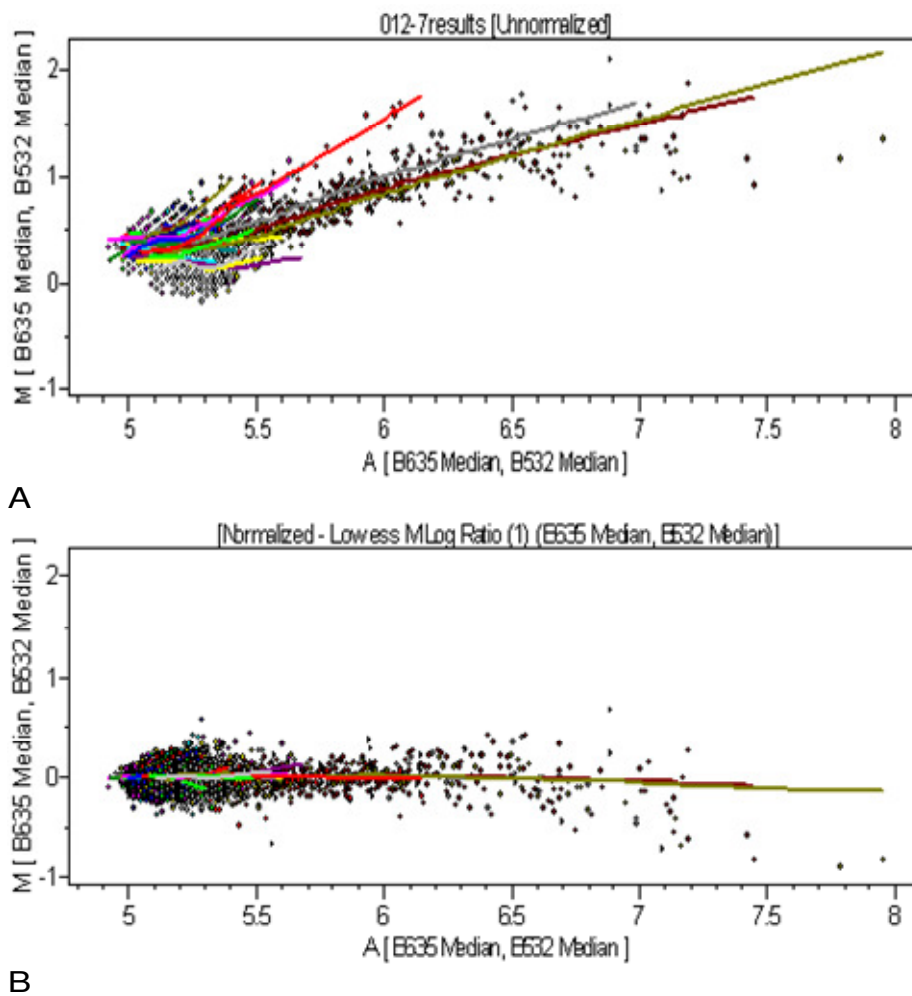 012-7results [Unnormalized]
M [ B635 Median, B532 Median ]
2
1
0
-1
5
5.5
6
6.5
7
7.5
8
A [ B635 Median, B532 Median ]
A
[Normalized - Lowess M Log Ratio (1) (B635 Median, B532 Median)]
M [ B635 Median, B532 Median ]
2
1
0
-1
5
5.5
6
6.5
7
7.5
8
A [ B635 Median, B532 Median ]
B